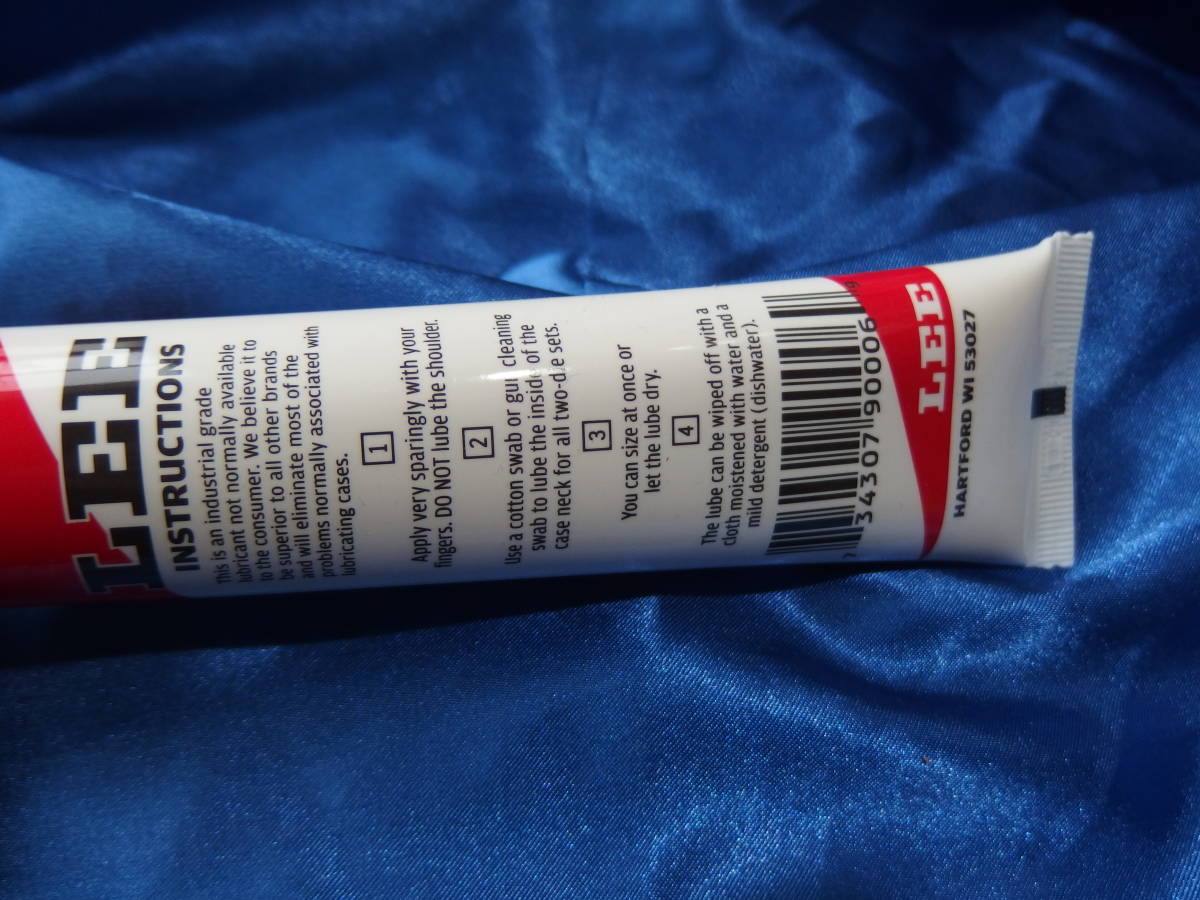 LEE
INSTRUCTIONS
This is an industrial grade
lubricant not normally available
to the consumer. We believe it to
be superior to all other brands
and will eliminate most of the
problems normally associated with
lubricating cases.
1
Apply very sparingly with your
fingers. DO NOT lube the shoulder.
2
Use a cotton swab or gun cleaning
swab to lube the inside of the
case neck for all two-die sets.
3
You can size at once or
let the lube dry.
4
The lube can be wiped off with a
cloth moistened with water and a
mild detergent (dishwater).
7 34307 90006 9
LEE
HARTFORD WI 53027